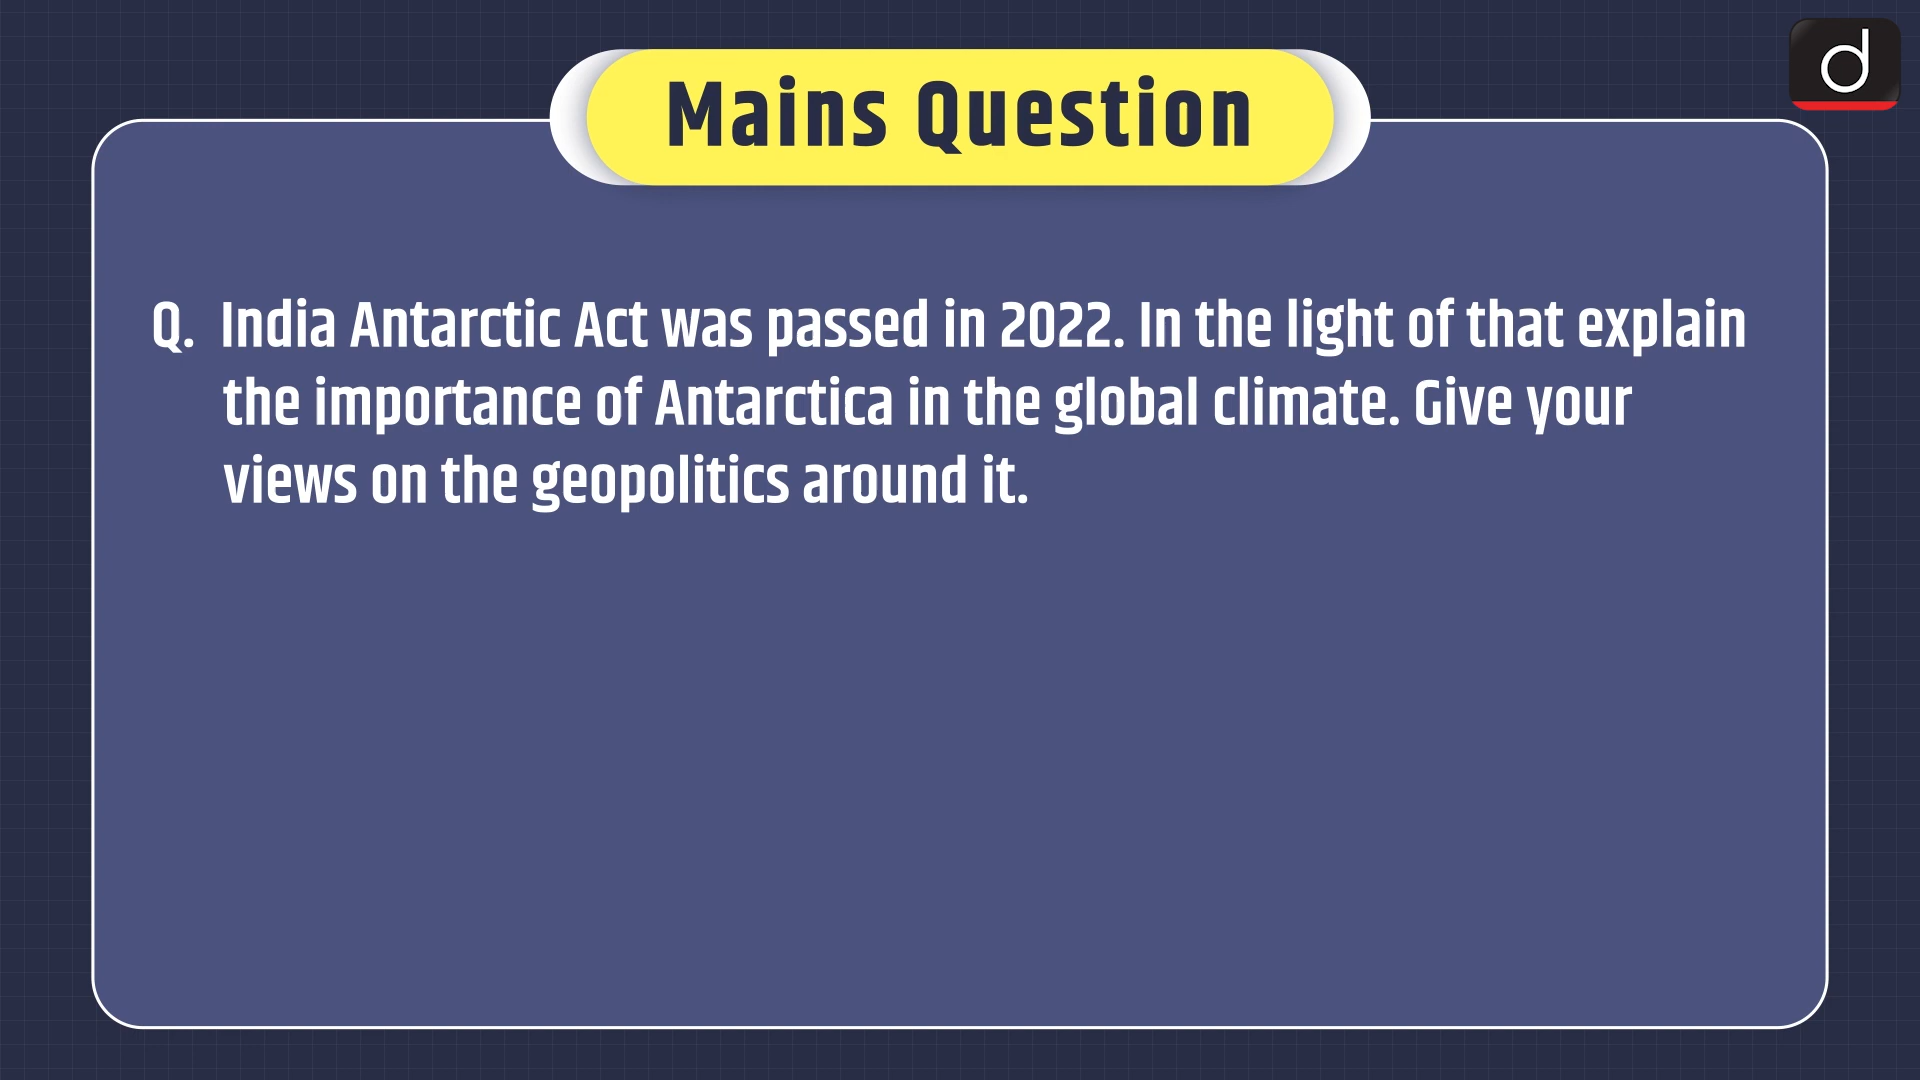 Mains Question
d
Q. India Antarctic Act was passed in 2022. In the light of that explain
the importance of Antarctica in the global climate. Give your
views on the geopolitics around it.